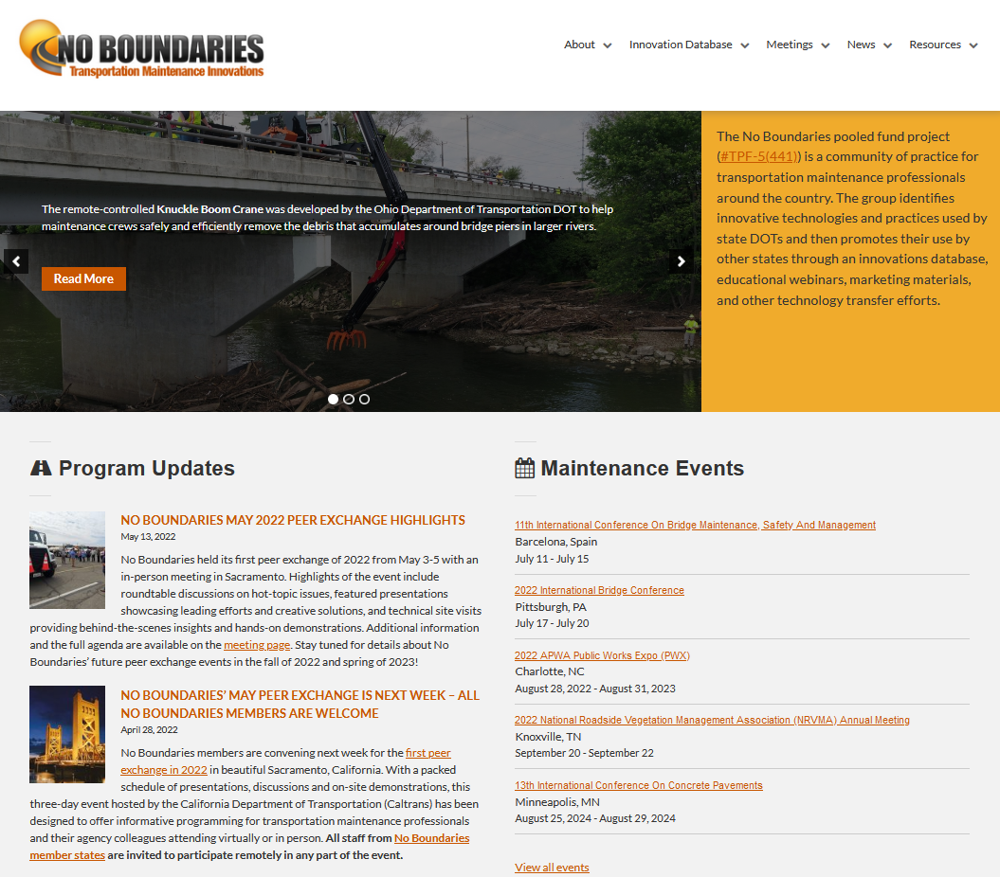 NO BOUNDARIES
Transportation Maintenance Innovations
About
Innovation Database
Meetings
News
Resources
The remote-controlled Knuckle Boom Crane was developed by the Ohio Department of Transportation DOT to help
maintenance crews safely and efficiently remove the debris that accumulates around bridge piers in larger rivers.
Read More
The No Boundaries pooled fund project
(#TPF-5(441)) is a community of practice for
transportation maintenance professionals
around the country. The group identifies
innovative technologies and practices used by
state DOTs and then promotes their use by
other states through an innovations database,
educational webinars, marketing materials,
and other technology transfer efforts.
Program Updates
NO BOUNDARIES MAY 2022 PEER EXCHANGE HIGHLIGHTS
May 13, 2022
No Boundaries held its first peer exchange of 2022 from May 3-5 with an
in-person meeting in Sacramento. Highlights of the event include
roundtable discussions on hot-topic issues, featured presentations
showcasing leading efforts and creative solutions, and technical site visits
providing behind-the-scenes insights and hands-on demonstrations. Additional information
and the full agenda are available on the meeting page. Stay tuned for details about No
Boundaries’ future peer exchange events in the fall of 2022 and spring of 2023!
NO BOUNDARIES’ MAY PEER EXCHANGE IS NEXT WEEK – ALL
NO BOUNDARIES MEMBERS ARE WELCOME
April 28, 2022
No Boundaries members are convening next week for the first peer
exchange in 2022 in beautiful Sacramento, California. With a packed
schedule of presentations, discussions and on-site demonstrations, this
three-day event hosted by the California Department of Transportation (Caltrans) has been
designed to offer informative programming for transportation maintenance professionals
and their agency colleagues attending virtually or in person. All staff from No Boundaries
member states are invited to participate remotely in any part of the event.
Maintenance Events
11th International Conference On Bridge Maintenance, Safety And Management
Barcelona, Spain
July 11 - July 15
2022 International Bridge Conference
Pittsburgh, PA
July 17 - July 20
2022 APWA Public Works Expo (PWX)
Charlotte, NC
August 28, 2022 - August 31, 2023
2022 National Roadside Vegetation Management Association (NRVMA) Annual Meeting
Knoxville, TN
September 20 - September 22
13th International Conference On Concrete Pavements
Minneapolis, MN
August 25, 2024 - August 29, 2024
View all events